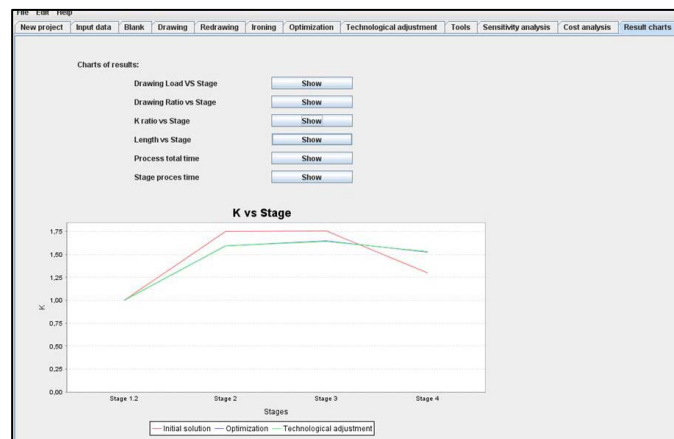 File Edit Help
New project Input data Blank Drawing Redrawing Ironing Optimization Technological adjustment Tools Sensitivity analysis Cost analysis Result charts
Charts of results:
Drawing Load VS Stage Show
Drawing Ratio vs Stage Show
K ratio vs Stage Show
Length vs Stage Show
Process total time Show
Stage proces time Show
K vs Stage
1,75
1,50
1,25
1,00
0,75
0,50
0,25
0,00
K
Stage 1.2 Stage 2 Stage 3 Stage 4
Stages
Initial solution Optimization Technological adjustment